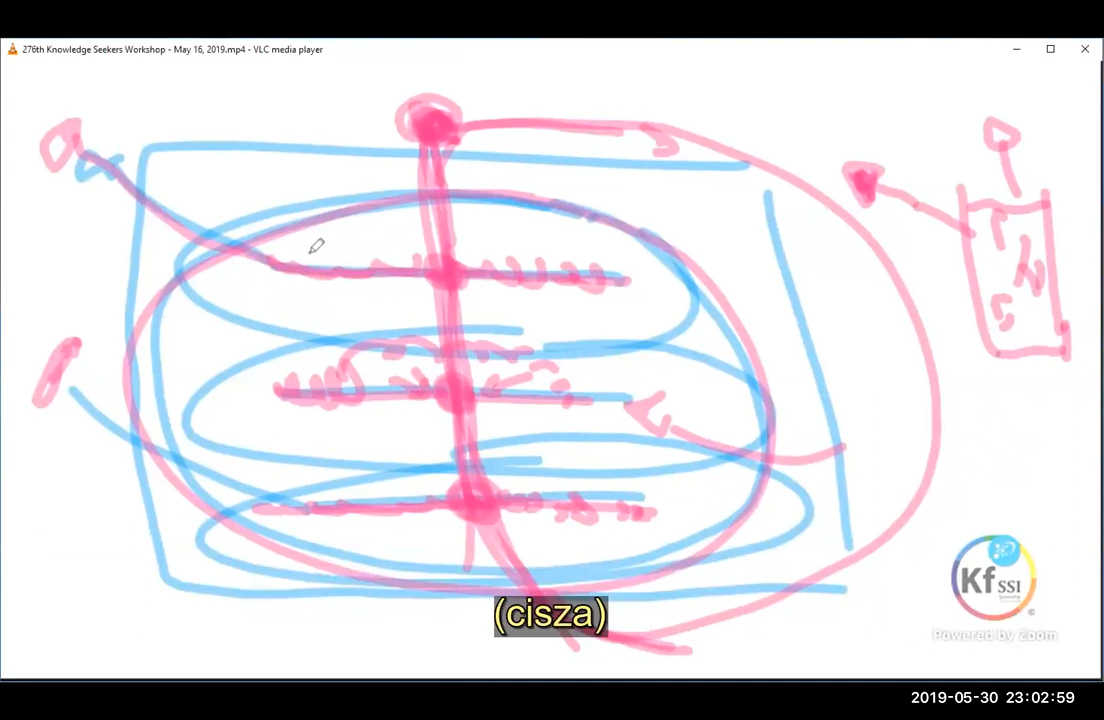 276th Knowledge Seekers Workshop - May 16, 2019.mp4 - VLC media player
Kf SSI
Powered by Zoom
(cisza)
2019-05-30 23:02:59